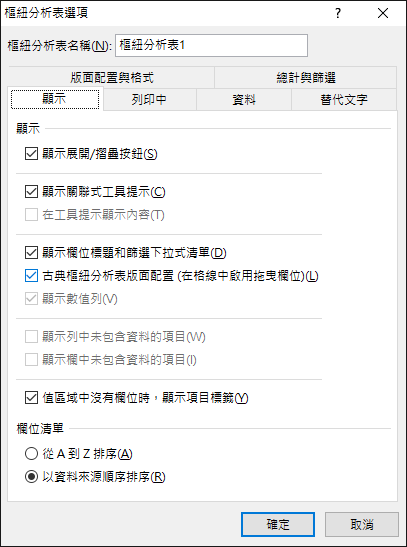 樞紐分析表選項
樞紐分析表名稱(N): 樞紐分析表1
版面配置與格式 總計與篩選
顯示 列印中 資料 替代文字
顯示
顯示展開/摺疊按鈕(S)
顯示關聯式工具提示(C)
在工具提示顯示內容(T)
顯示欄位標題和篩選下拉式清單(D)
古典樞紐分析表版面配置 (在格線中啟用拖曳欄位)(L)
顯示數值列(V)
顯示列中未包含資料的項目(W)
顯示欄中未包含資料的項目(I)
值區域中沒有欄位時，顯示項目標籤(Y)
欄位清單
從 A 到 Z 排序(A)
以資料來源順序排序(R)
確定 取消